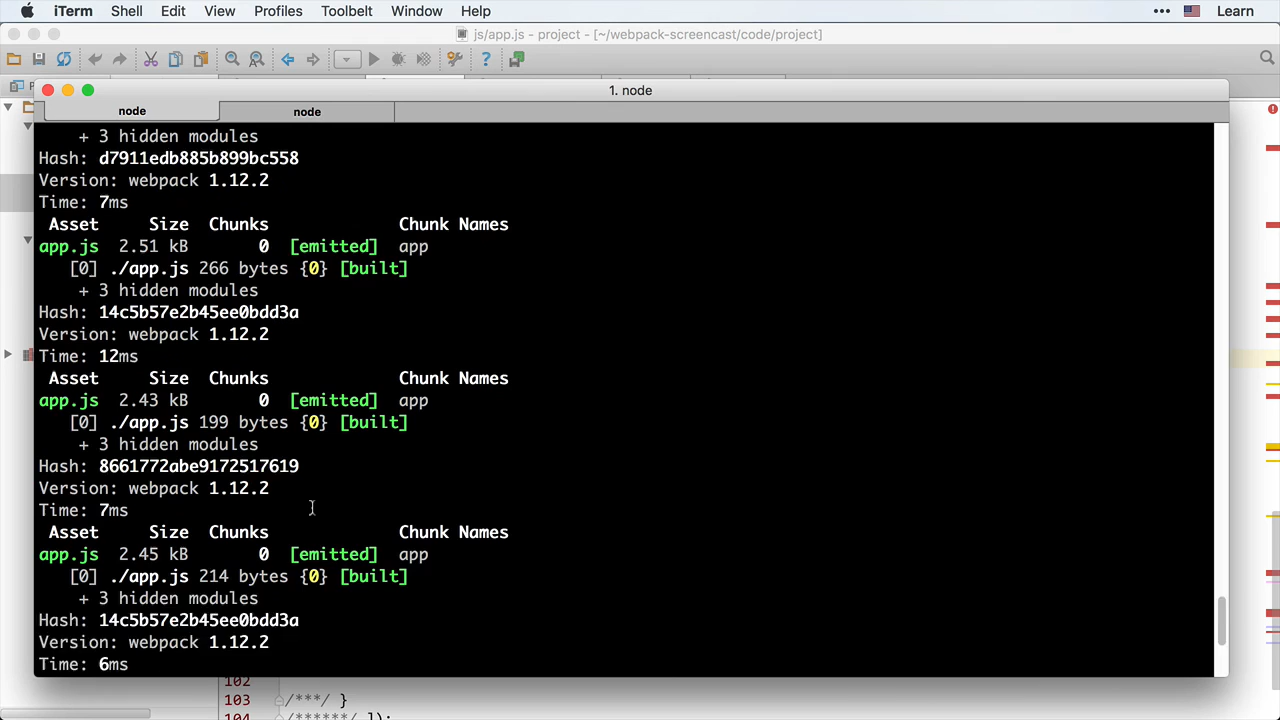 iTerm Shell Edit View Profiles Toolbelt Window Help ••• Learn
js/app.js - project - [~/webpack-screencast/code/project]
1. node
node node
+ 3 hidden modules
Hash: d7911edb885b899bc558
Version: webpack 1.12.2
Time: 7ms
Asset Size Chunks Chunk Names
app.js 2.51 kB 0 [emitted] app
[0] ./app.js 266 bytes {0} [built]
+ 3 hidden modules
Hash: 14c5b57e2b45ee0bdd3a
Version: webpack 1.12.2
Time: 12ms
Asset Size Chunks Chunk Names
app.js 2.43 kB 0 [emitted] app
[0] ./app.js 199 bytes {0} [built]
+ 3 hidden modules
Hash: 8661772abe9172517619
Version: webpack 1.12.2
Time: 7ms
Asset Size Chunks Chunk Names
app.js 2.45 kB 0 [emitted] app
[0] ./app.js 214 bytes {0} [built]
+ 3 hidden modules
Hash: 14c5b57e2b45ee0bdd3a
Version: webpack 1.12.2
Time: 6ms
102
103 /***/ }
104 /******/ ]);